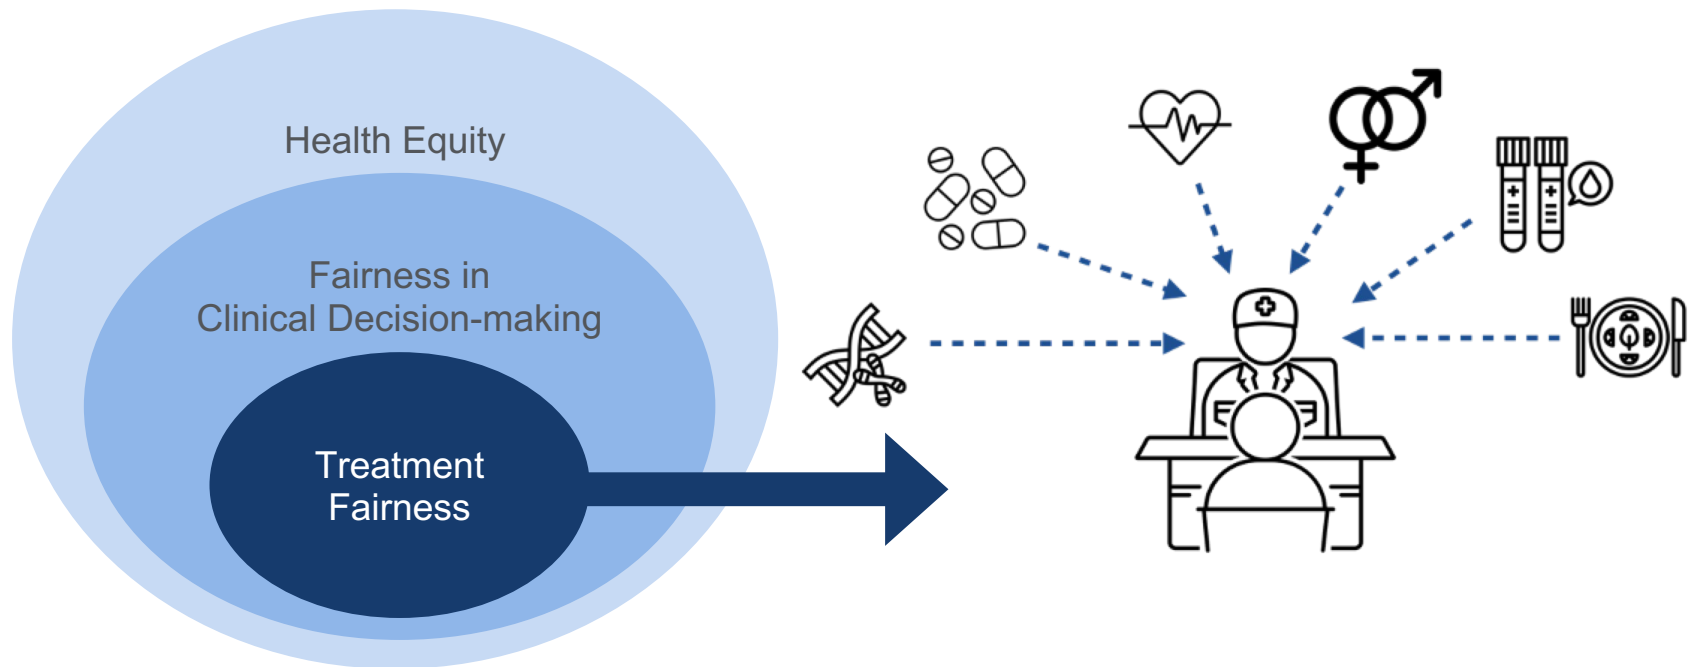 Health Equity
Fairness in
Clinical Decision-making
Treatment
Fairness